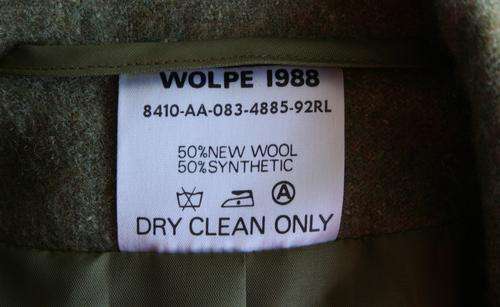 WOLPE 1988
8410-AA-083-4885-92RL
50%NEW WOOL
50%SYNTHETIC
A
DRY CLEAN ONLY